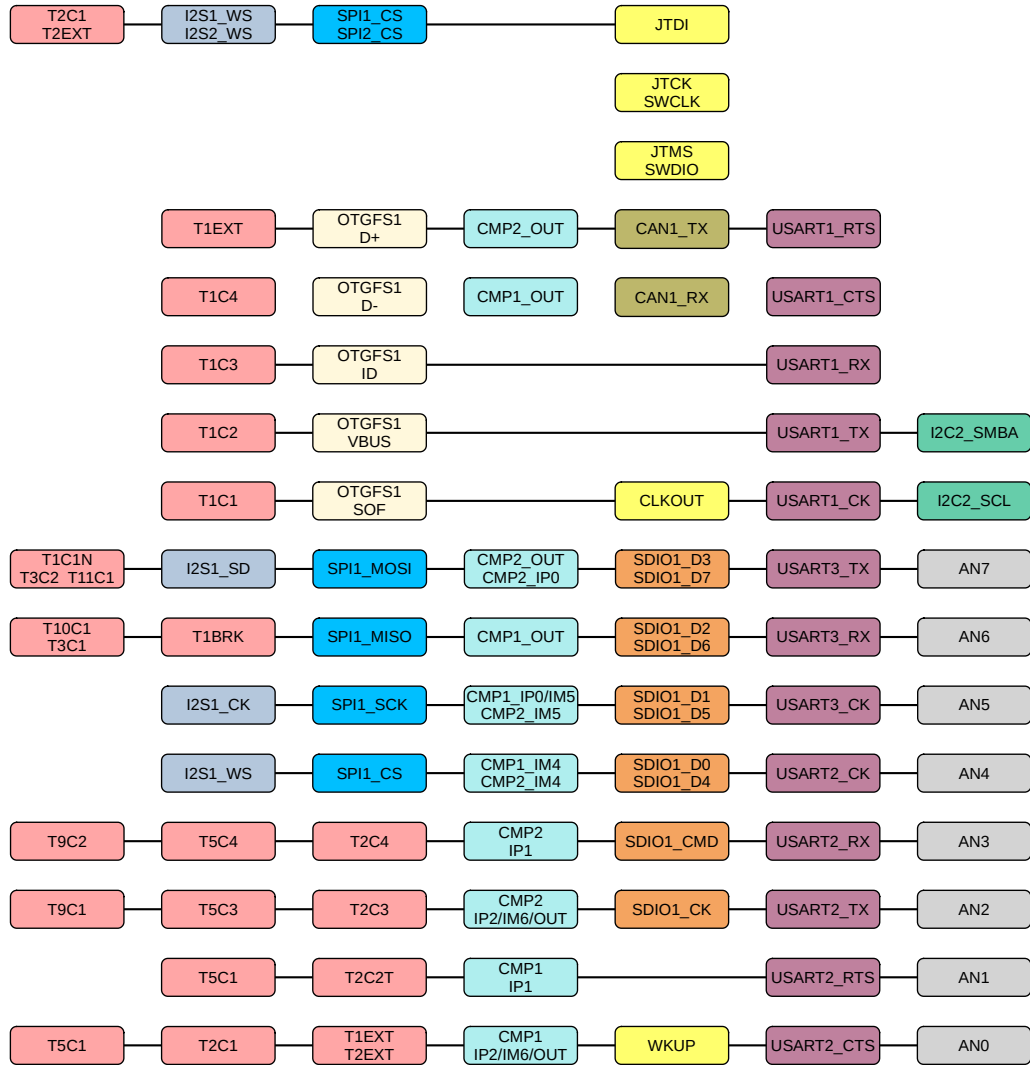 T2C1
T2EXT
I2S1_WS
I2S2_WS
SPI1_CS
SPI2_CS
JTDI
JTCK
SWCLK
JTMS
SWDIO
T1EXT
OTGFS1
D+
CMP2_OUT
CAN1_TX
USART1_RTS
T1C4
OTGFS1
D-
CMP1_OUT
CAN1_RX
USART1_CTS
T1C3
OTGFS1
ID
USART1_RX
T1C2
OTGFS1
VBUS
USART1_TX
I2C2_SMBA
T1C1
OTGFS1
SOF
CLKOUT
USART1_CK
I2C2_SCL
T1C1N
T3C2 T11C1
I2S1_SD
SPI1_MOSI
CMP2_OUT
CMP2_IP0
SDIO1_D3
SDIO1_D7
USART3_TX
AN7
T10C1
T3C1
T1BRK
SPI1_MISO
CMP1_OUT
SDIO1_D2
SDIO1_D6
USART3_RX
AN6
I2S1_CK
SPI1_SCK
CMP1_IP0/IM5
CMP2_IM5
SDIO1_D1
SDIO1_D5
USART3_CK
AN5
I2S1_WS
SPI1_CS
CMP1_IM4
CMP2_IM4
SDIO1_D0
SDIO1_D4
USART2_CK
AN4
T9C2
T5C4
T2C4
CMP2
IP1
SDIO1_CMD
USART2_RX
AN3
T9C1
T5C3
T2C3
CMP2
IP2/IM6/OUT
SDIO1_CK
USART2_TX
AN2
T5C1
T2C2T
CMP1
IP1
USART2_RTS
AN1
T5C1
T2C1
T1EXT
T2EXT
CMP1
IP2/IM6/OUT
WKUP
USART2_CTS
AN0